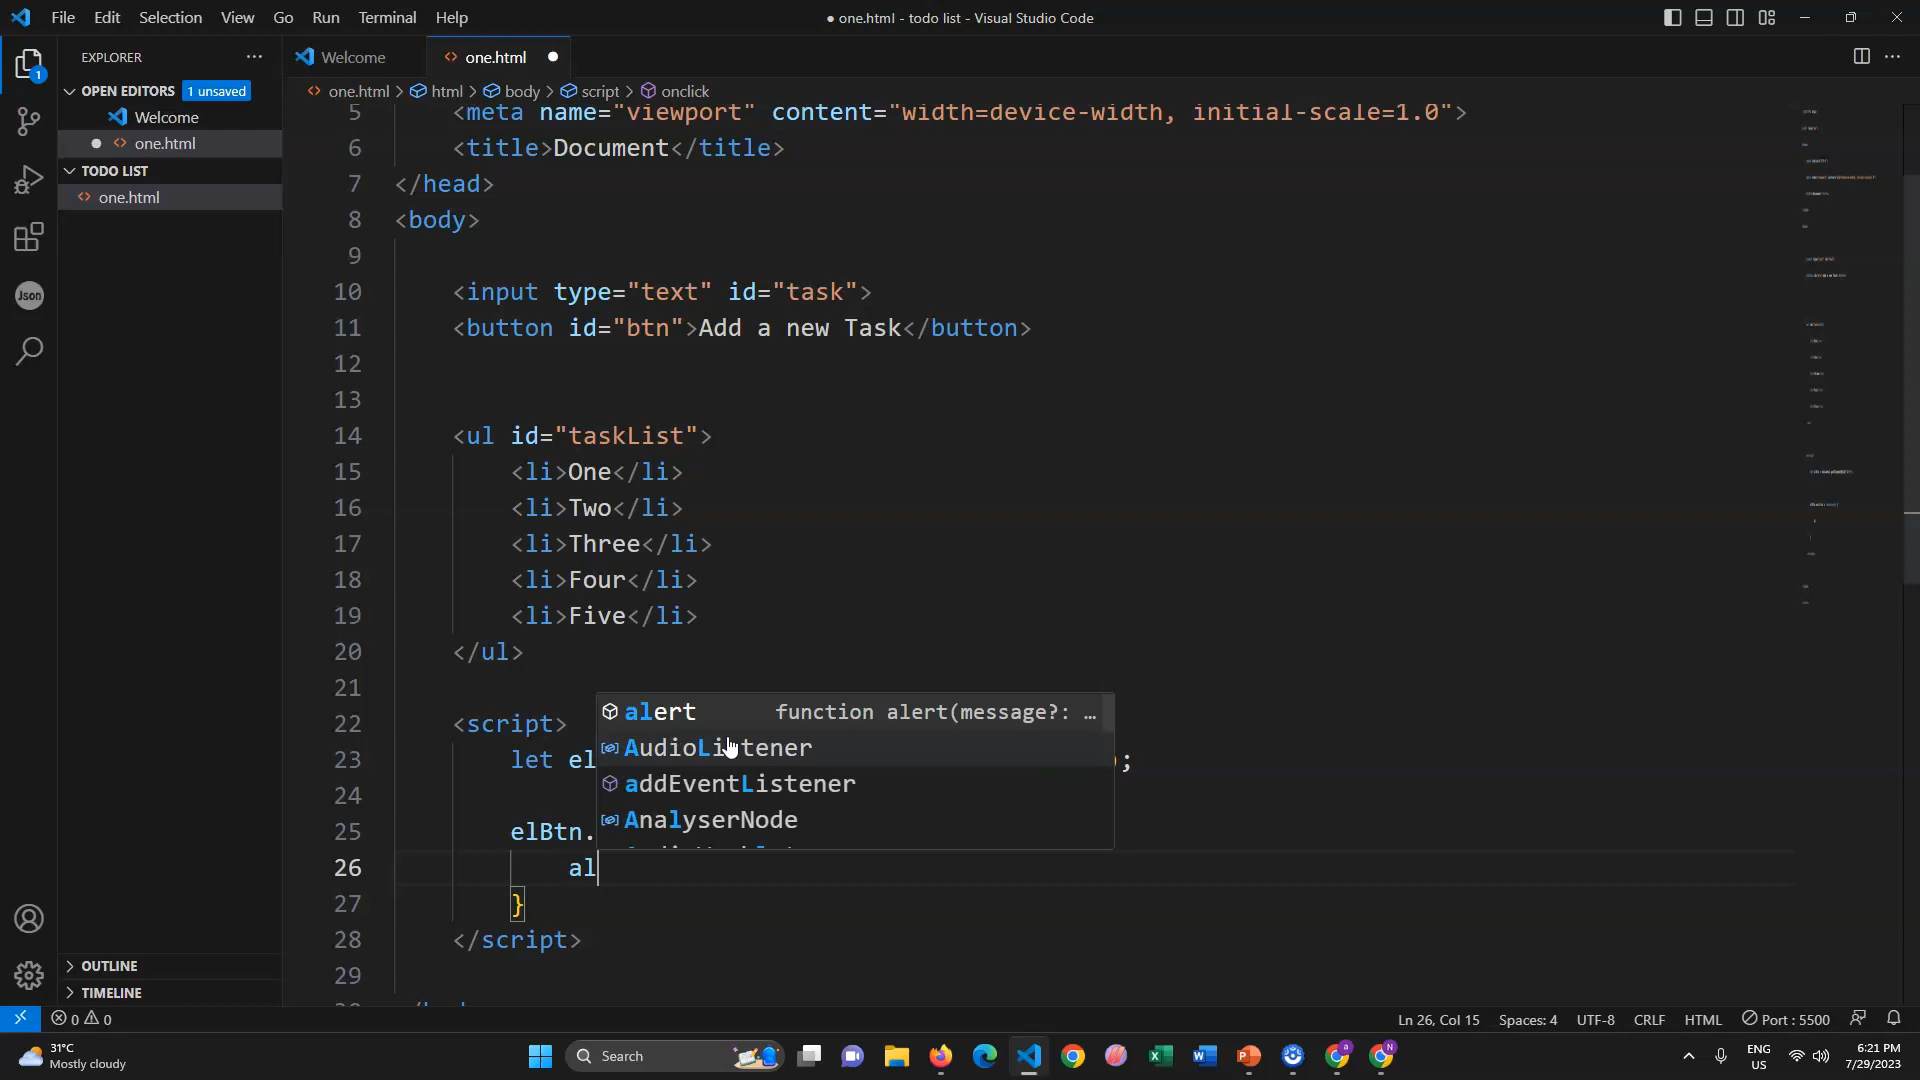 File Edit Selection View Go Run Terminal Help
● one.html - todo list - Visual Studio Code
EXPLORER
Welcome
one.html
OPEN EDITORS 1 unsaved
Welcome
one.html
TODO LIST
one.html
OUTLINE
TIMELINE
Json
1
one.html > html > body > script > onclick
5 <meta name="viewport" content="width=device-width, initial-scale=1.0">
6 <title>Document</title>
7 </head>
8 <body>
9
10 <input type="text" id="task">
11 <button id="btn">Add a new Task</button>
12
13
14 <ul id="taskList">
15 <li>One</li>
16 <li>Two</li>
17 <li>Three</li>
18 <li>Four</li>
19 <li>Five</li>
20 </ul>
21
22 <script>
23 let el ;
24
25 elBtn.
26 al
27 }
28 </script>
29
alert function alert(message?: …
AudioListener
addEventListener
AnalyserNode
0 0
Ln 26, Col 15 Spaces: 4 UTF-8 CRLF HTML Port : 5500
31°C
Mostly cloudy
Search
ENG
US
6:21 PM
7/29/2023